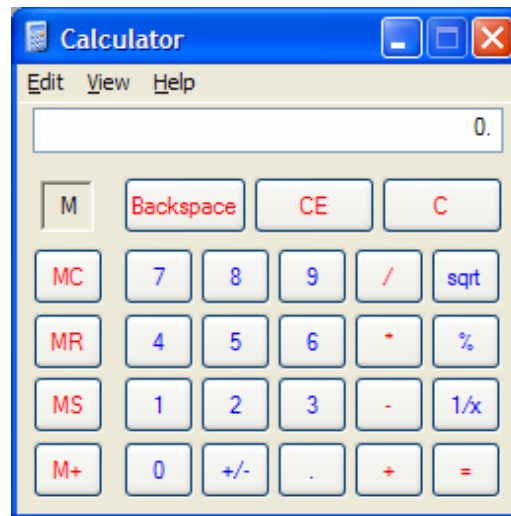 Calculator
Edit View Help
0.
M Backspace CE C
MC 7 8 9 / sqrt
MR 4 5 6 * %
MS 1 2 3 - 1/x
M+ 0 +/- . + =